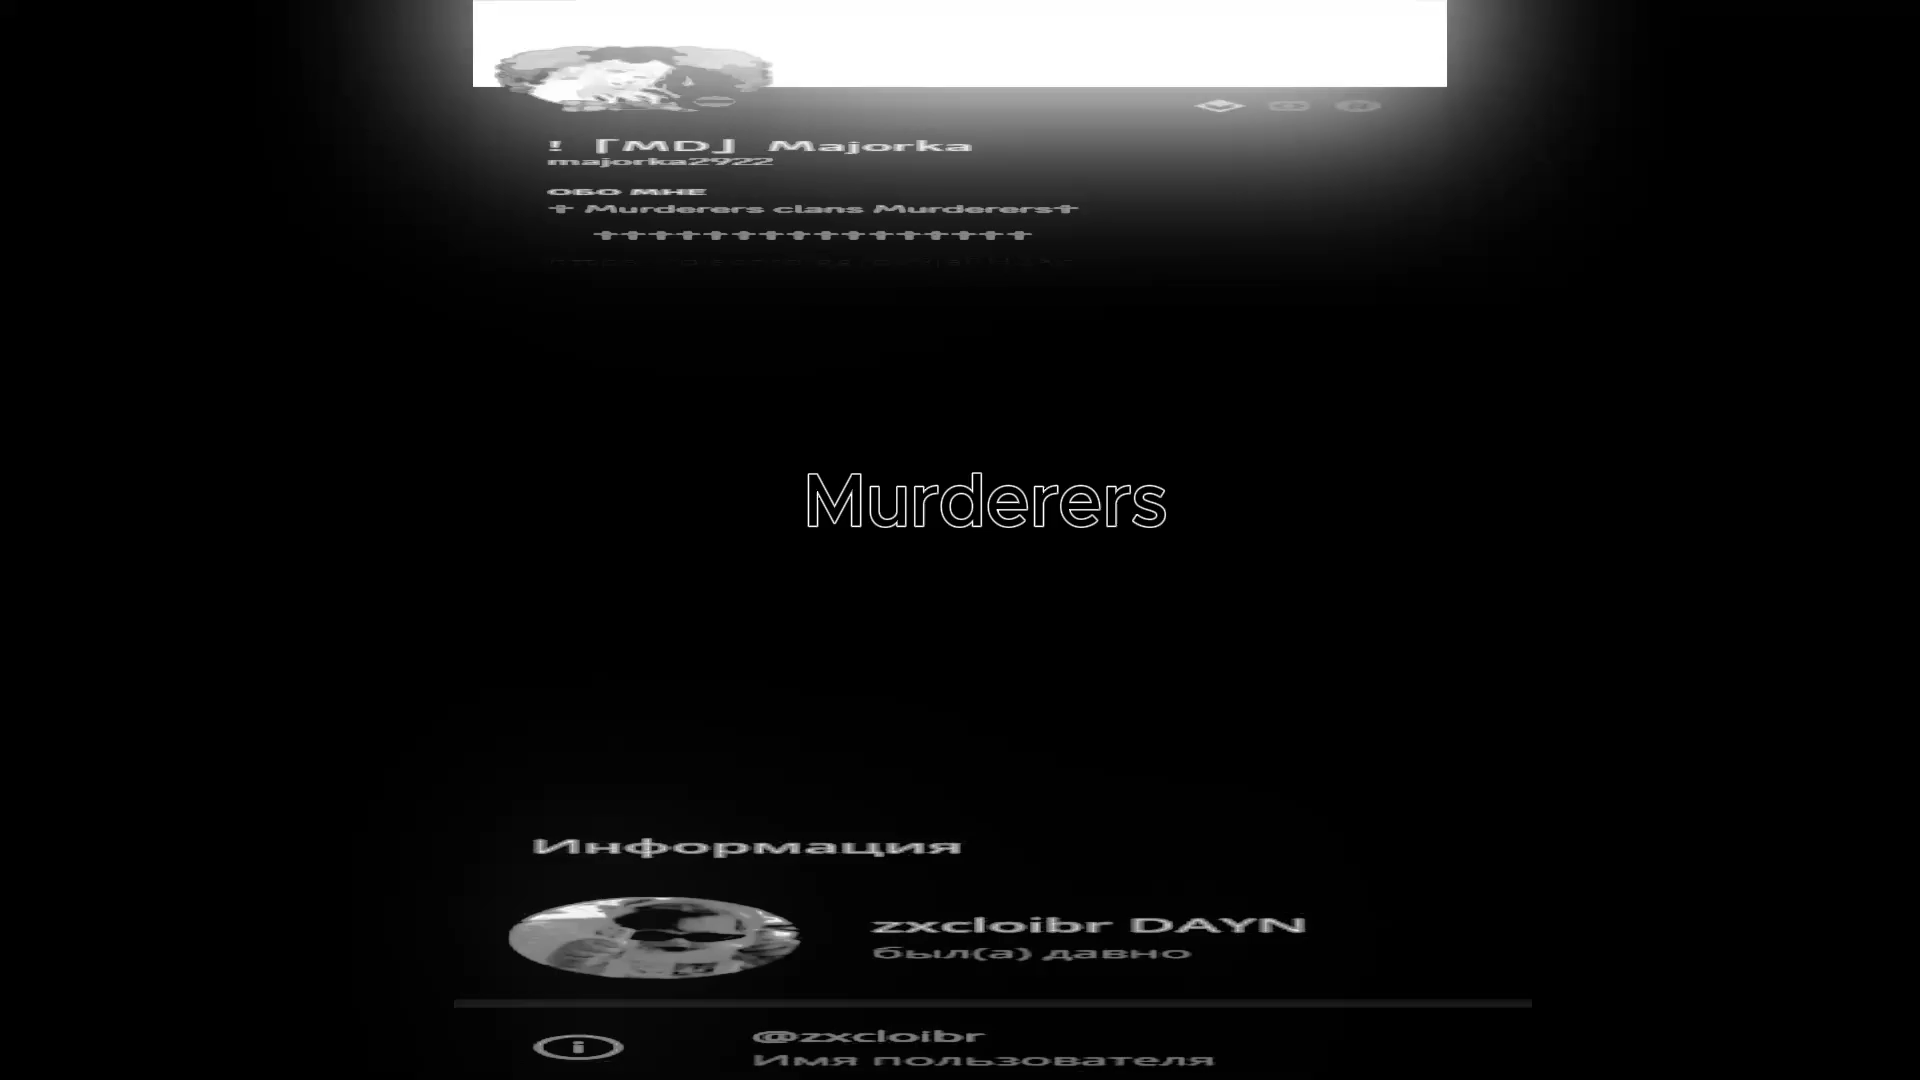 ! 「MD」 Majorka
majorka2922
ОБО МНЕ
✝ Murderers clans Murderers✝
✝✝✝✝✝✝✝✝✝✝✝✝✝✝✝✝
Murderers
Информация
zxcloibr DAYN
был(а) давно
@zxcloibr
Имя пользователя